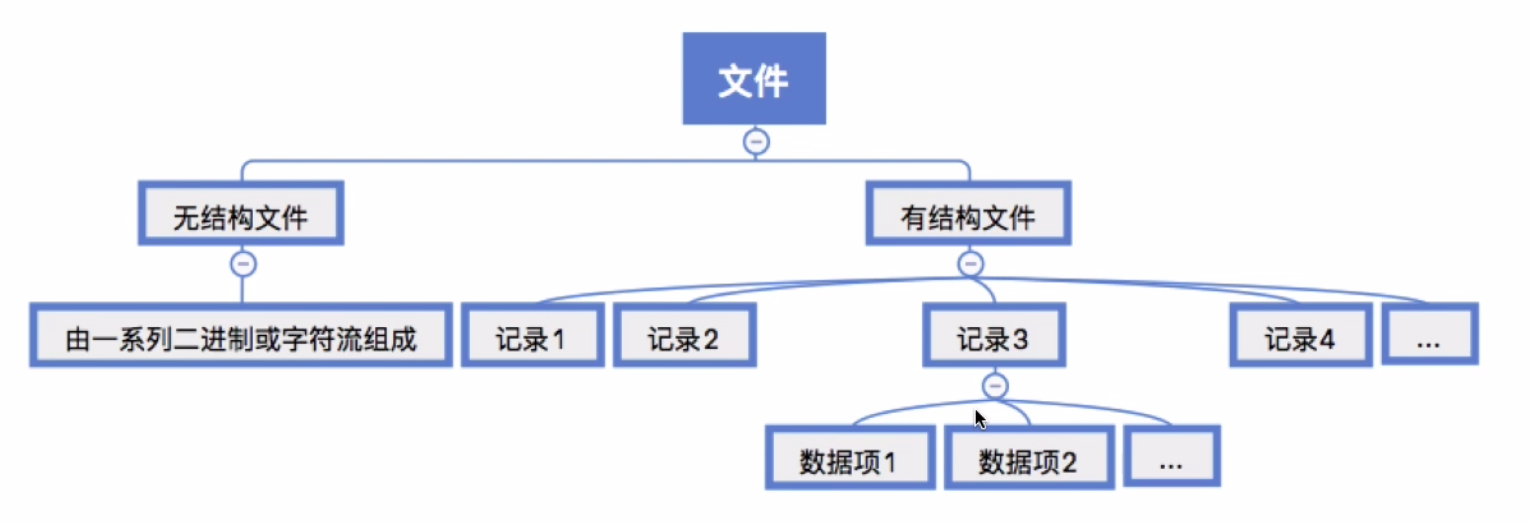 文件
无结构文件
有结构文件
由一系列二进制或字符流组成
记录1
记录2
记录3
记录4
...
数据项1
数据项2
...